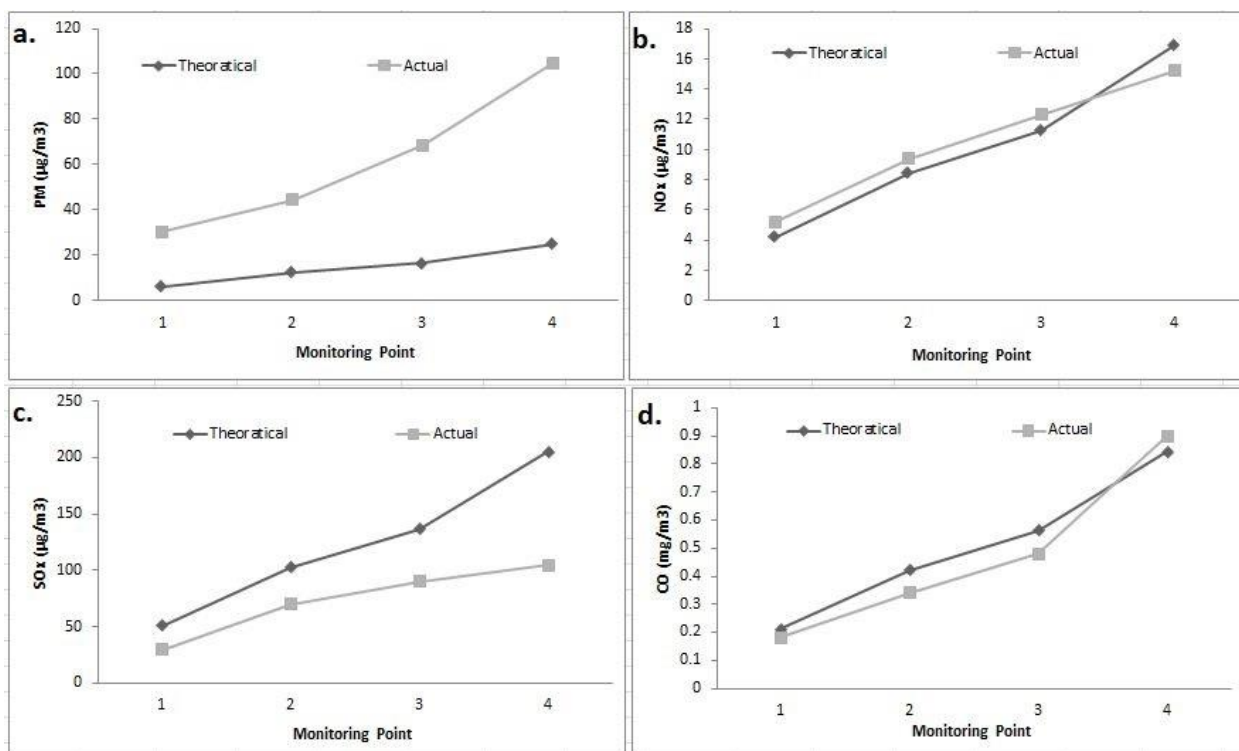 a.
120
100
80
60
40
20
0
PM (µg/m3)
Theoratical
Actual
1 2 3 4
Monitoring Point
b.
18
16
14
12
10
8
6
4
2
0
NOx (µg/m3)
Theoratical
Actual
1 2 3 4
Monitoring Point
c.
250
200
150
100
50
0
SOx (µg/m3)
Theoratical
Actual
1 2 3 4
Monitoring Point
d.
1
0.9
0.8
0.7
0.6
0.5
0.4
0.3
0.2
0.1
0
CO (mg/m3)
Theoratical
Actual
1 2 3 4
Monitoring Point